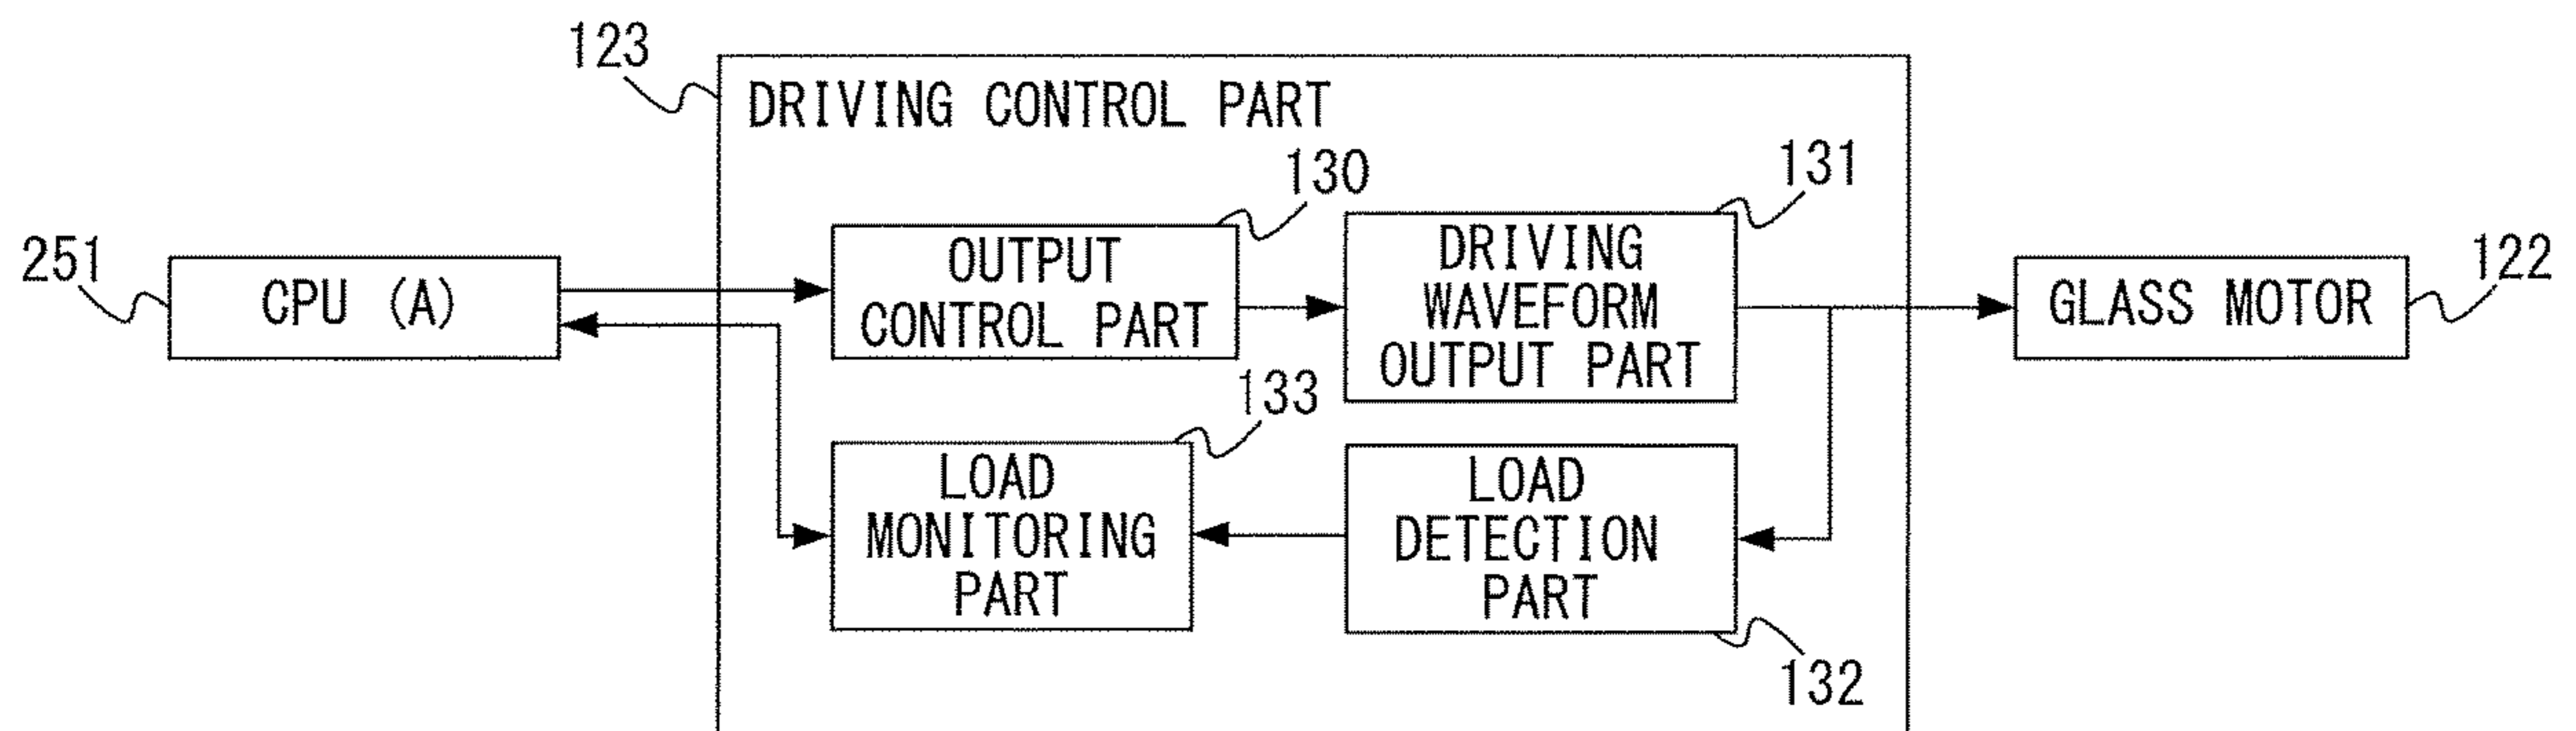 123
DRIVING CONTROL PART
130
131
251
CPU (A)
OUTPUT
CONTROL PART
DRIVING
WAVEFORM
OUTPUT PART
GLASS MOTOR
122
133
LOAD
MONITORING
PART
LOAD
DETECTION
PART
132